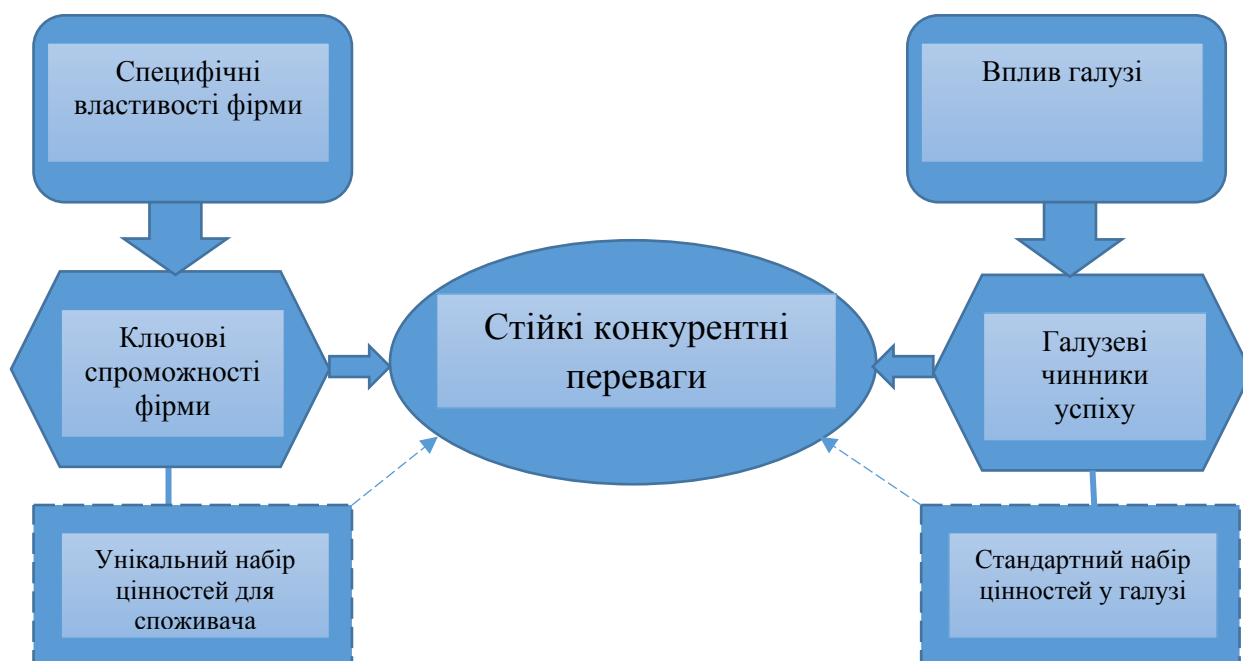 Специфічні
властивості фірми
Вплив галузі
Ключові
спроможності
фірми
Стійкі конкурентні
переваги
Галузеві
чинники
успіху
Унікальний набір
цінностей для
споживача
Стандартний набір
цінностей у галузі